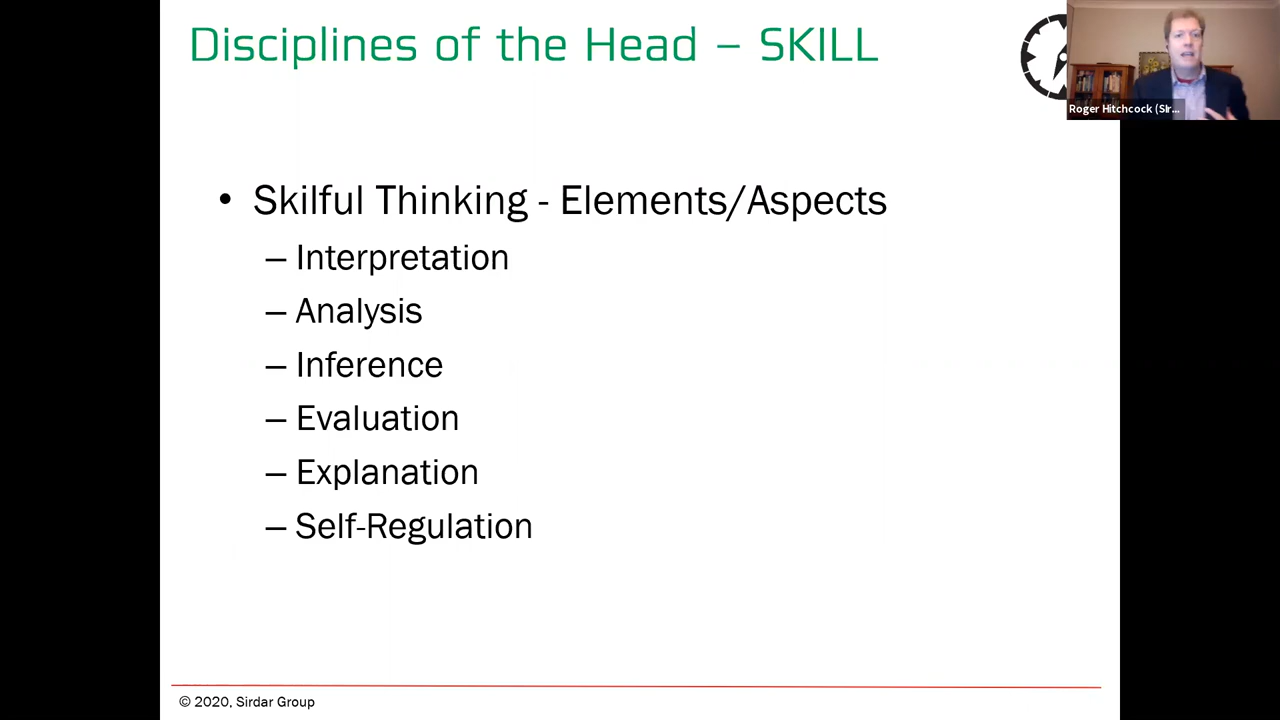 Disciplines of the Head – SKILL
Roger Hitchcock (SIr...
• Skilful Thinking - Elements/Aspects
– Interpretation
– Analysis
– Inference
– Evaluation
– Explanation
– Self-Regulation
© 2020, Sirdar Group